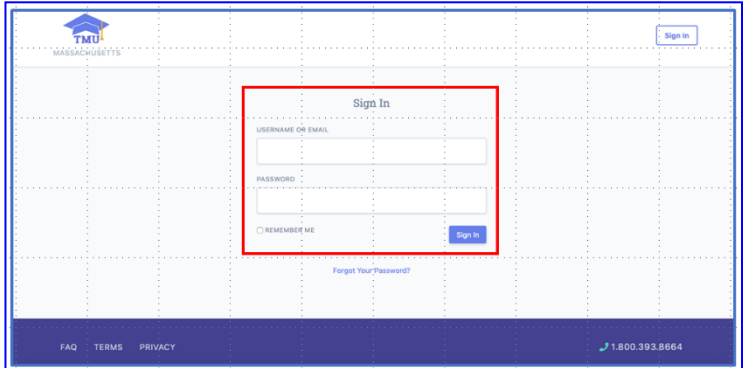 TMU
MASSACHUSETTS
Sign In
Sign In
USERNAME OR EMAIL
PASSWORD
REMEMBER ME
Sign In
Forgot Your Password?
FAQ TERMS PRIVACY
1.800.393.8664